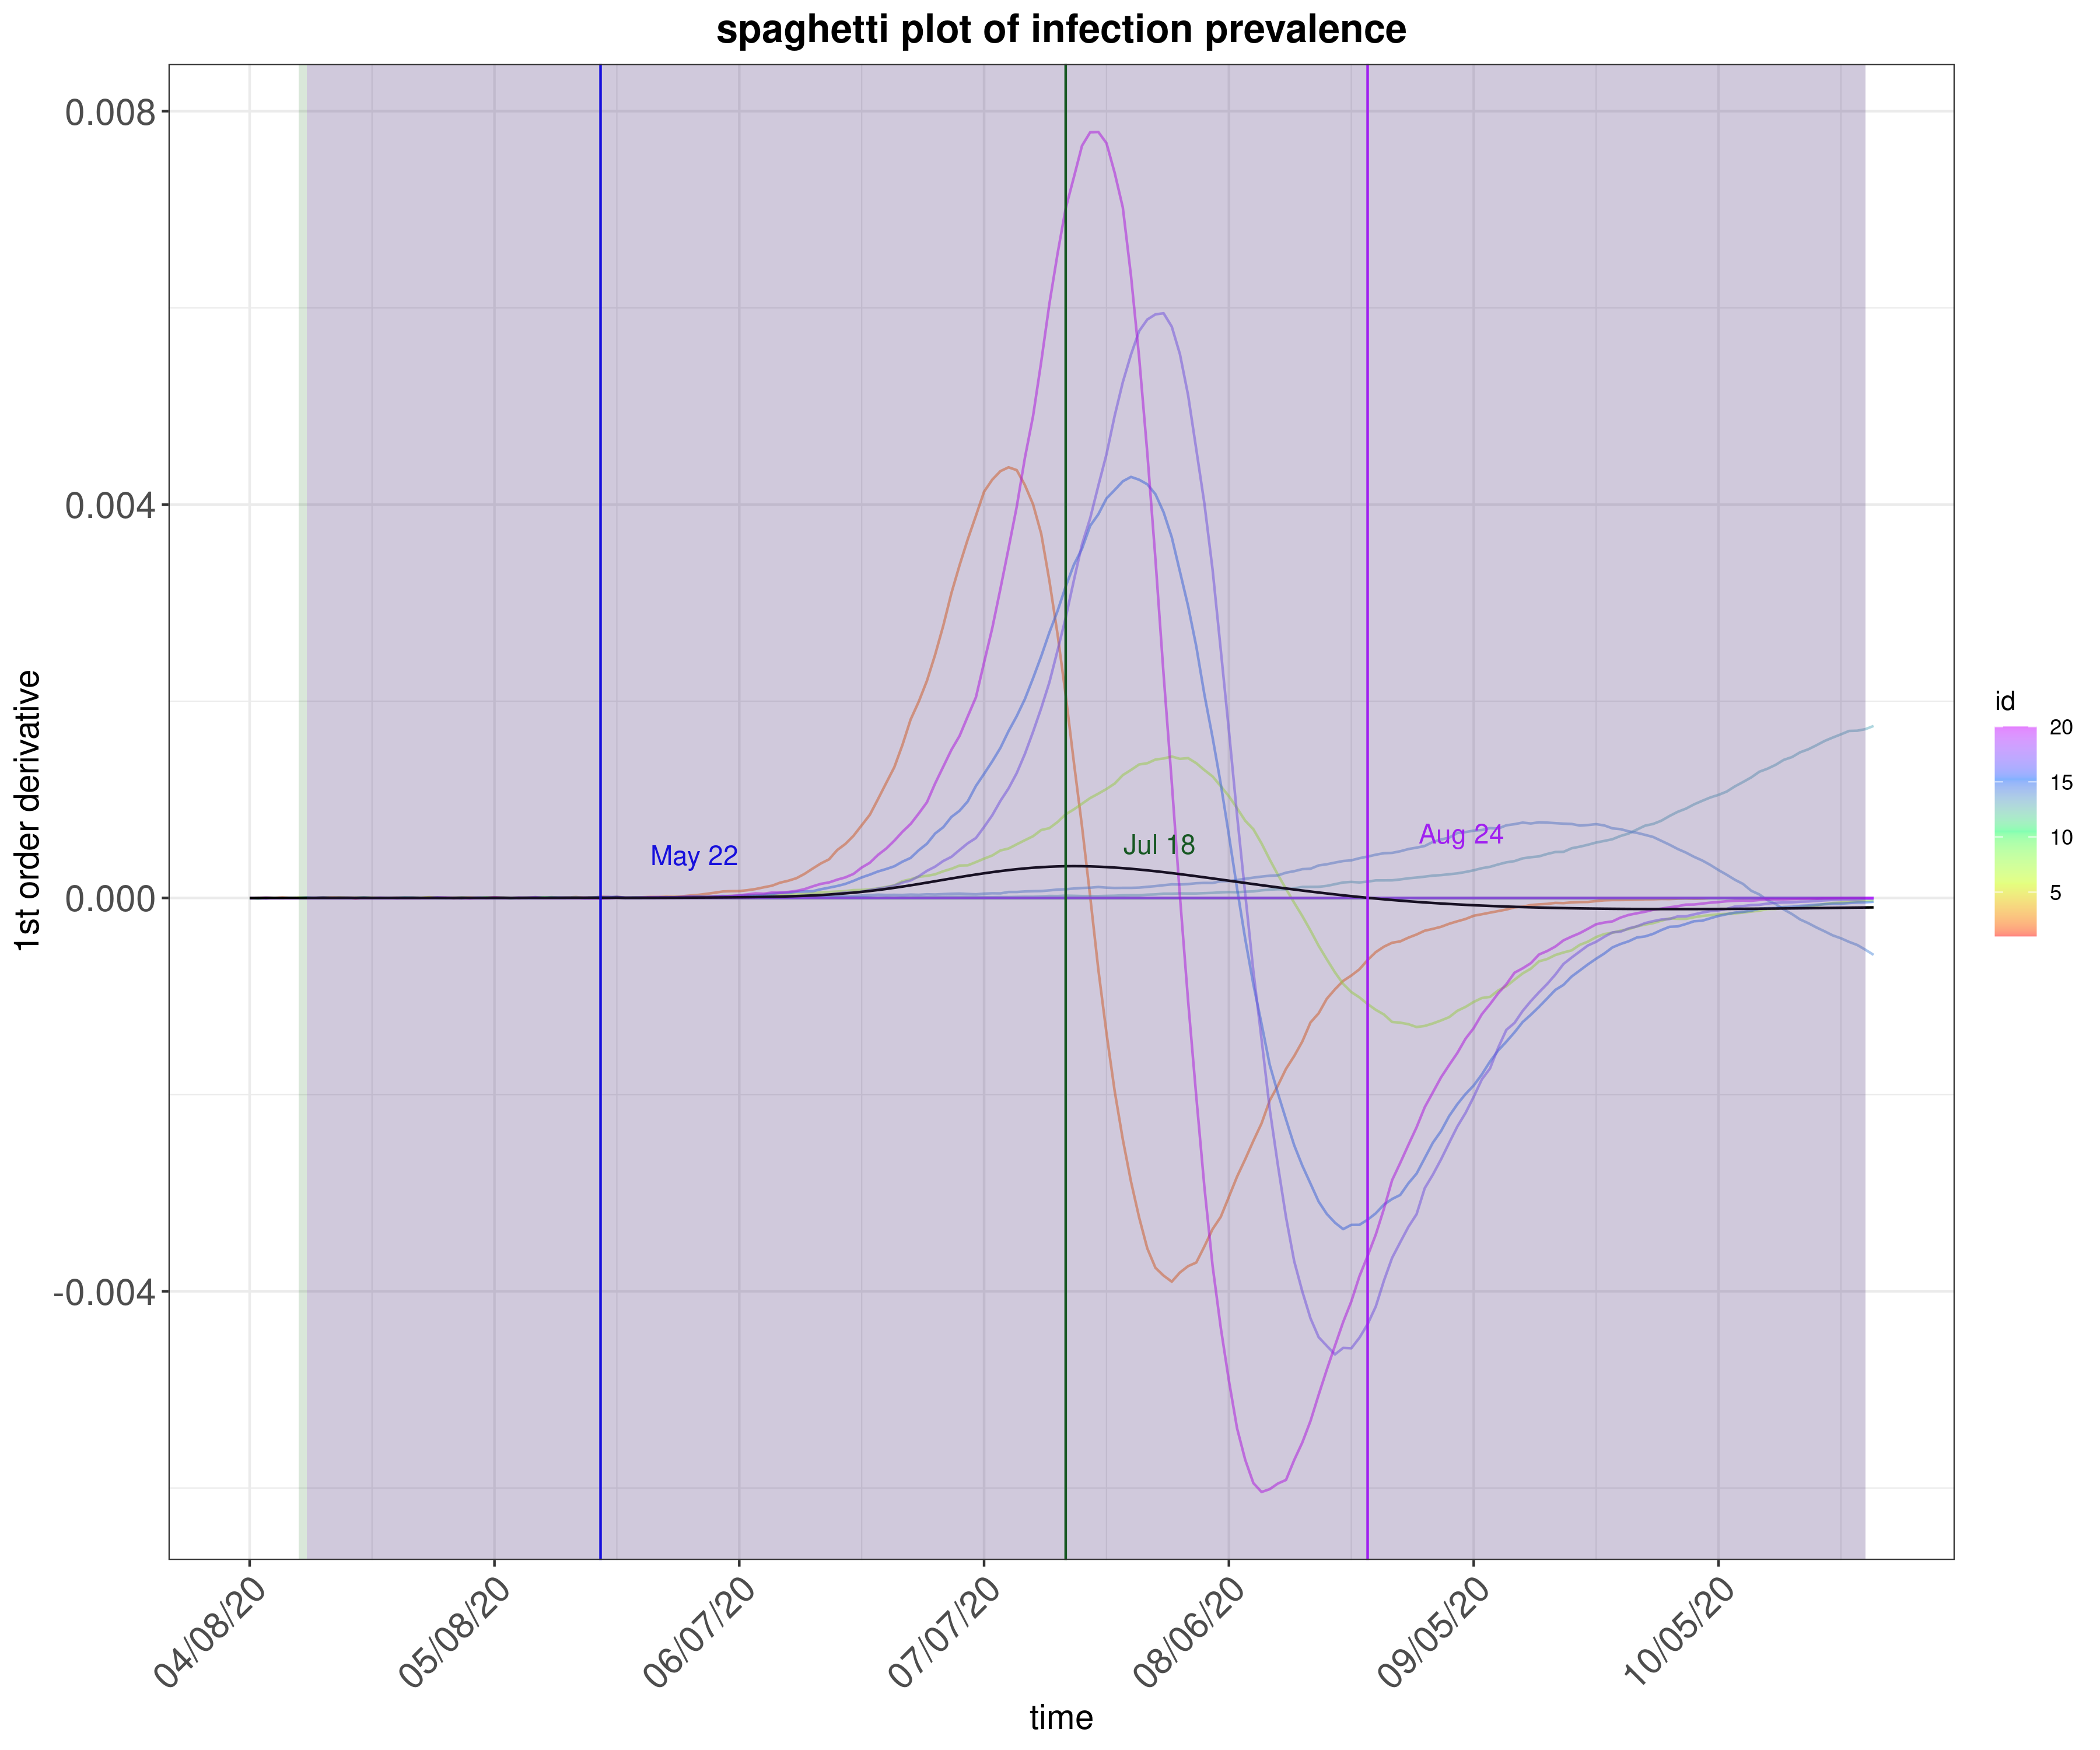 spaghetti plot of infection prevalence
1st order derivative
0.008
0.004
0.000
-0.004
May 22
Jul 18
Aug 24
04/08/20
05/08/20
06/07/20
07/07/20
08/06/20
09/05/20
10/05/20
time
id
20
15
10
5